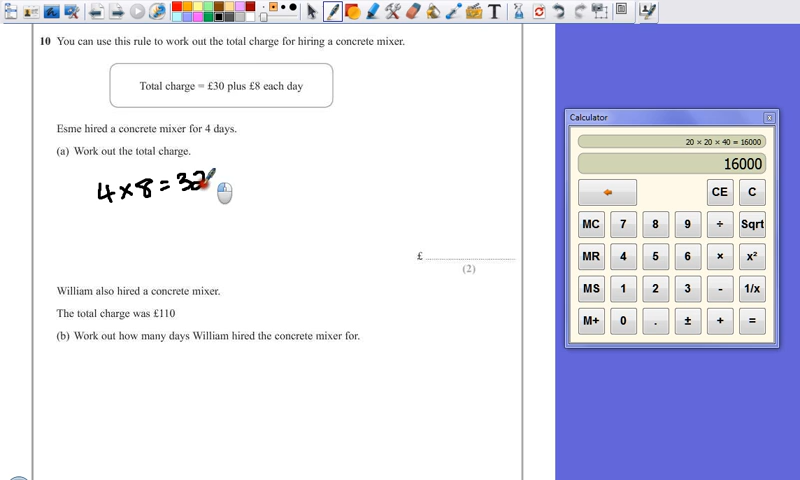 10 You can use this rule to work out the total charge for hiring a concrete mixer.
Total charge = £30 plus £8 each day
Esme hired a concrete mixer for 4 days.
(a) Work out the total charge.
4 × 8 = 32
£ ..............................
(2)
William also hired a concrete mixer.
The total charge was £110
(b) Work out how many days William hired the concrete mixer for.
Calculator
20 × 20 × 40 = 16000
16000
CE C
MC 7 8 9 ÷ Sqrt
MR 4 5 6 × x²
MS 1 2 3 - 1/x
M+ 0 . ± + =
T